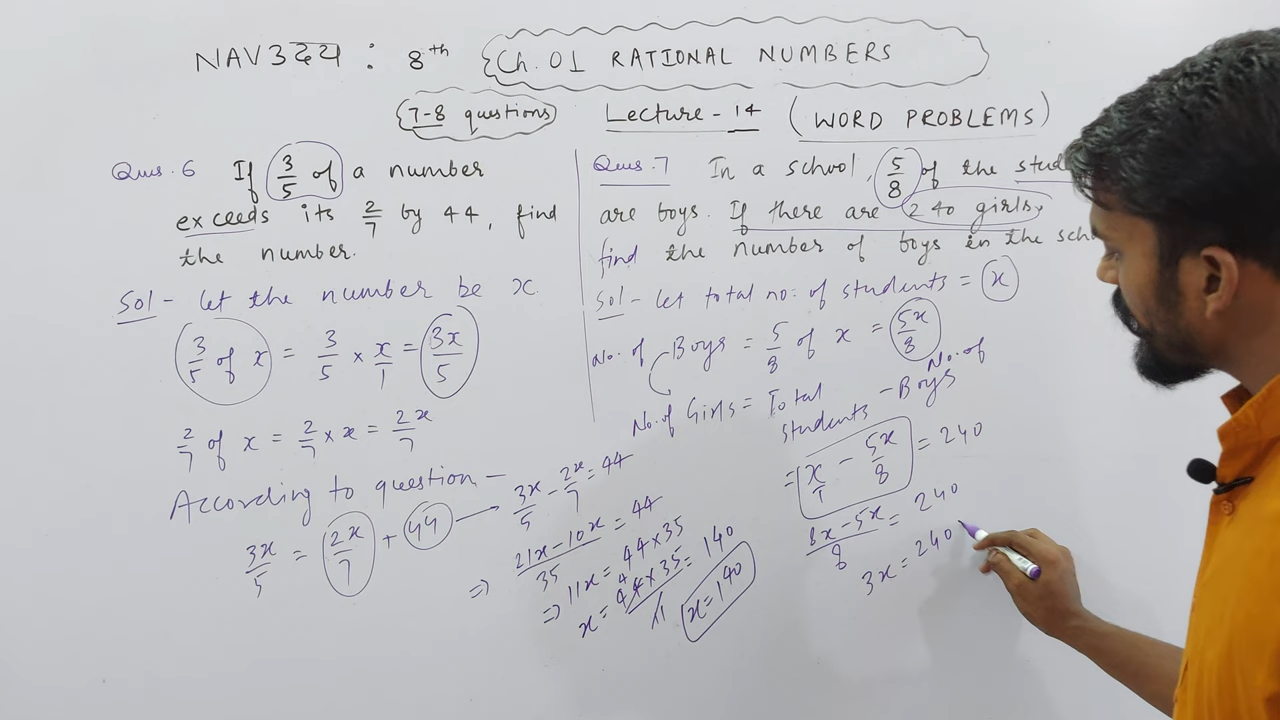 8th Ch. 01 RATIONAL NUMBERS
7-8 questions Lecture - 14 (WORD PROBLEMS)
Ques. 6 If 3/5 of a number
exceeds its 2/7 by 44, find
the number.
Sol - let the number be x.
3/5 of x = 3/5 × x/1 = 3x/5
2/7 of x = 2/7 × x = 2x/7
According to question -
3x/5 = 2x/7 + 44
3x/5 - 2x/7 = 44
⇒ 21x - 10x/35 = 44
⇒ 11x = 44×35
x = 44×35/11 = 140
x = 140
Ques. 7 In a school, 5/8 of the
are boys. If there are 240 girls,
find the number of boys in the
Sol - let total no. of students = x
No. of Boys = 5/8 of x = 5x/8
No. of Girls = Total students - No. of Boys
= x/1 - 5x/8 = 240
8x - 5x/8 = 240
3x = 240